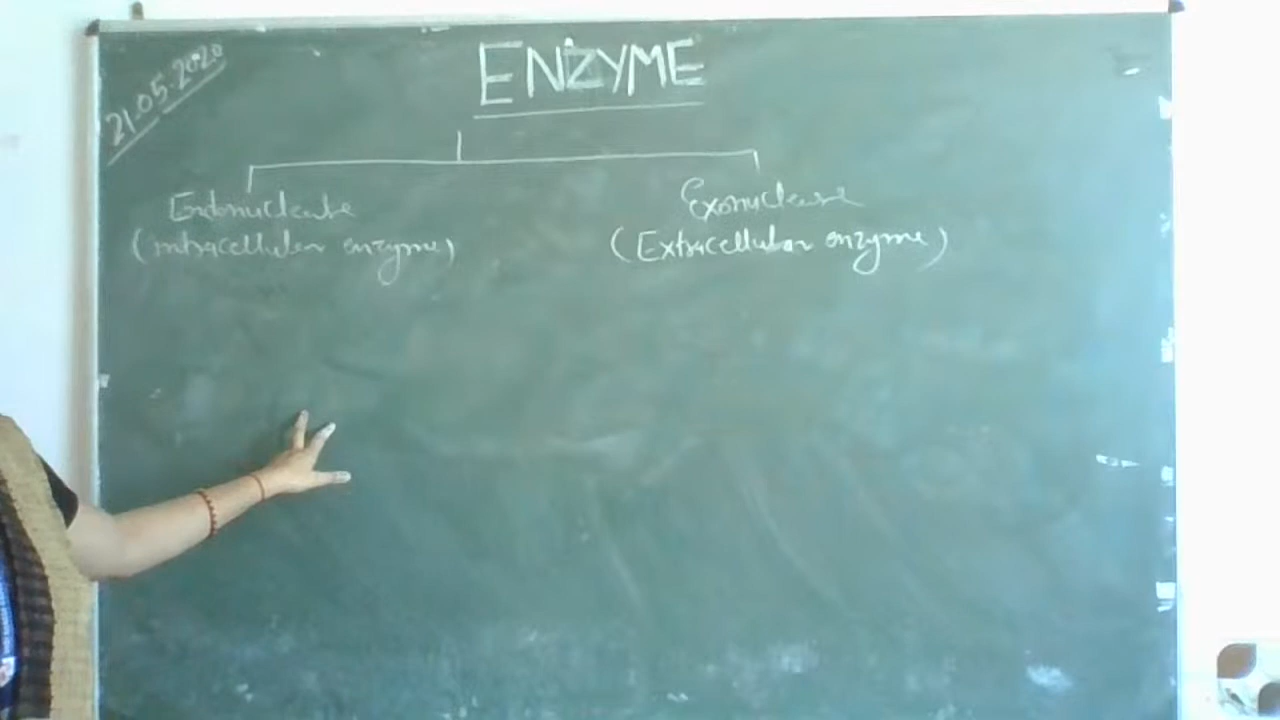 21.05.2020
ENZYME
Endonuclease
Exonuclease
(intracellular enzyme)
(Extracellular enzyme)